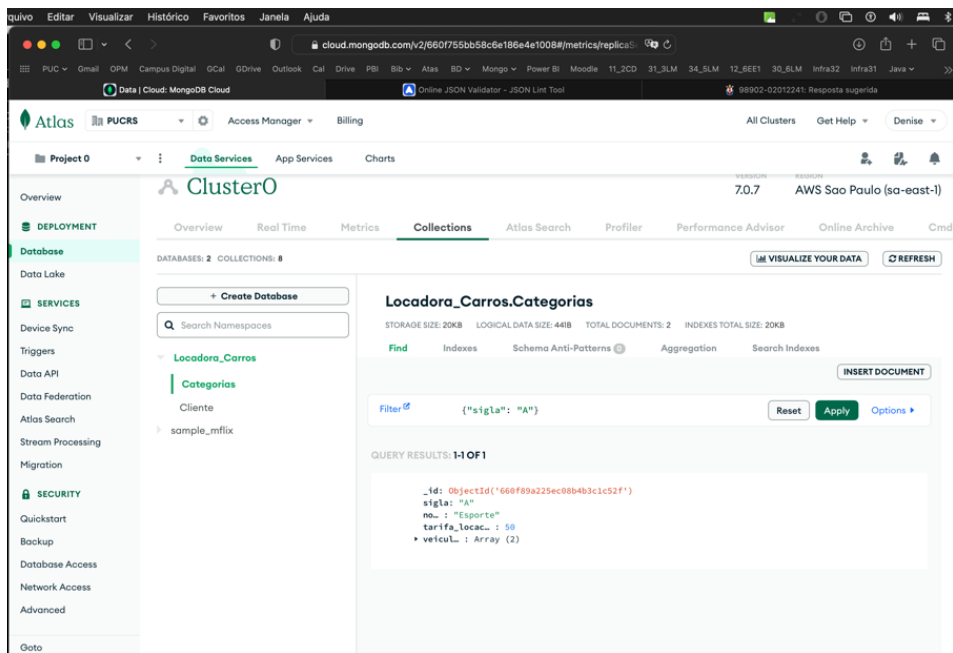 quivo Editar Visualizar Histórico Favoritos Janela Ajuda
cloud.mongodb.com/v2/660f755bb58c6e186e4e1008#/metrics/replicaS
PUC Gmail OPM Campus Digital GCal GDrive Outlook Cal Drive PBI Bib Atas BD Mongo Power BI Moodle 11_2CD 31_3LM 34_5LM 12_6EE1 30_6LM Infra32 Infra31 Java
Data | Cloud: MongoDB Cloud
Online JSON Validator - JSON Lint Tool
98902-02012241: Resposta sugerida
Atlas PUCRS Access Manager Billing All Clusters Get Help Denise
Project 0 Data Services App Services Charts
VERSION REGION
Cluster0 7.0.7 AWS Sao Paulo (sa-east-1)
Overview
DEPLOYMENT
Database
Data Lake
SERVICES
Device Sync
Triggers
Data API
Data Federation
Atlas Search
Stream Processing
Migration
SECURITY
Quickstart
Backup
Database Access
Network Access
Advanced
Goto
Overview Real Time Metrics Collections Atlas Search Profiler Performance Advisor Online Archive Cmd
DATABASES: 2 COLLECTIONS: 8 VISUALIZE YOUR DATA REFRESH
+ Create Database
Search Namespaces
Locadora_Carros
Categorias
Cliente
sample_mflix
Locadora_Carros.Categorias
STORAGE SIZE: 20KB LOGICAL DATA SIZE: 441B TOTAL DOCUMENTS: 2 INDEXES TOTAL SIZE: 20KB
Find Indexes Schema Anti-Patterns 0 Aggregation Search Indexes
INSERT DOCUMENT
Filter {"sigla": "A"} Reset Apply Options
QUERY RESULTS: 1-1 OF 1
_id: ObjectId('660f89a225ec08b4b3c1c52f')
sigla: "A"
no… : "Esporte"
tarifa_locac… : 50
veicul… : Array (2)